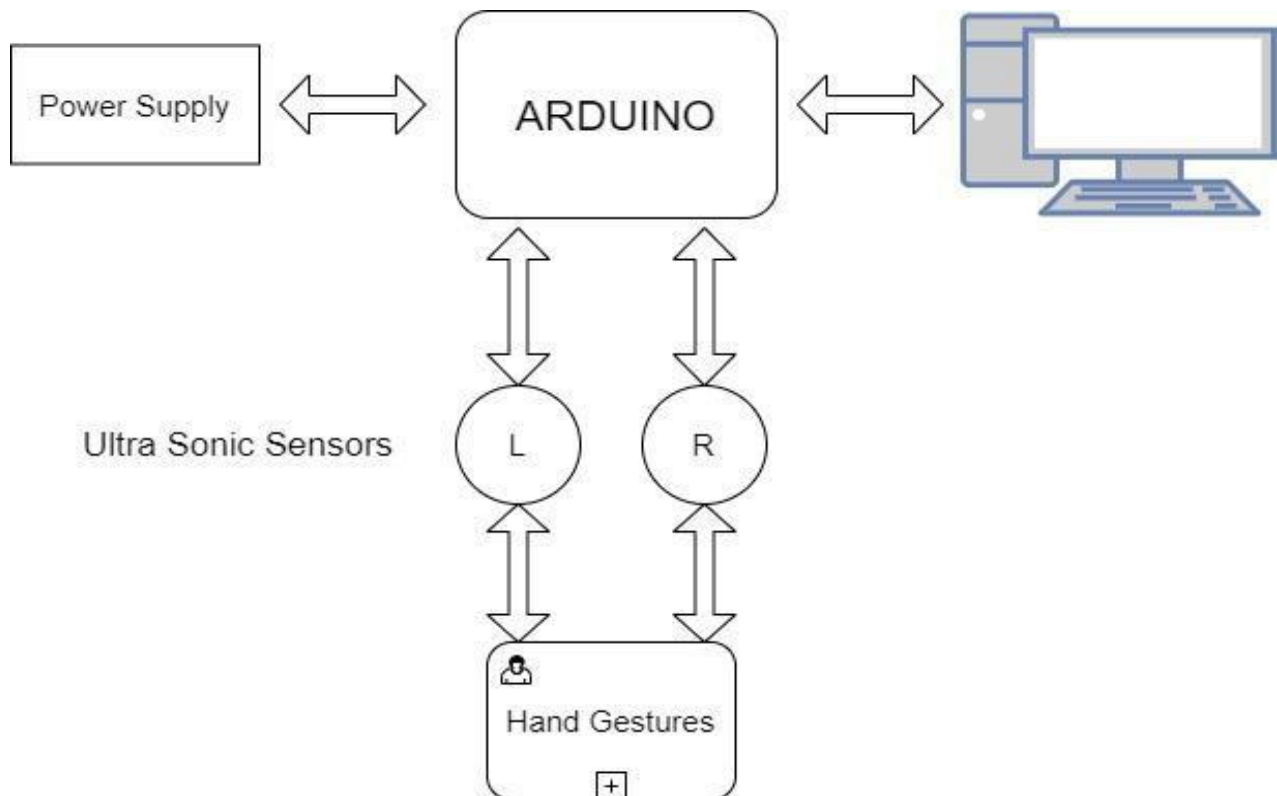 Power Supply
ARDUINO
Ultra Sonic Sensors
L
R
Hand Gestures